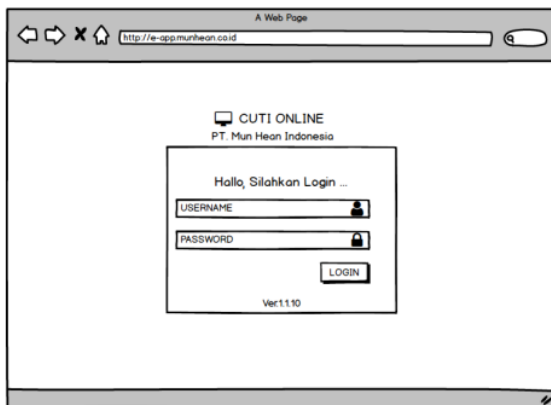 A Web Page
http://e-app.munhean.co.id
CUTI ONLINE
PT. Mun Hean Indonesia
Hallo, Silahkan Login ...
USERNAME
PASSWORD
LOGIN
Ver.1.1.10